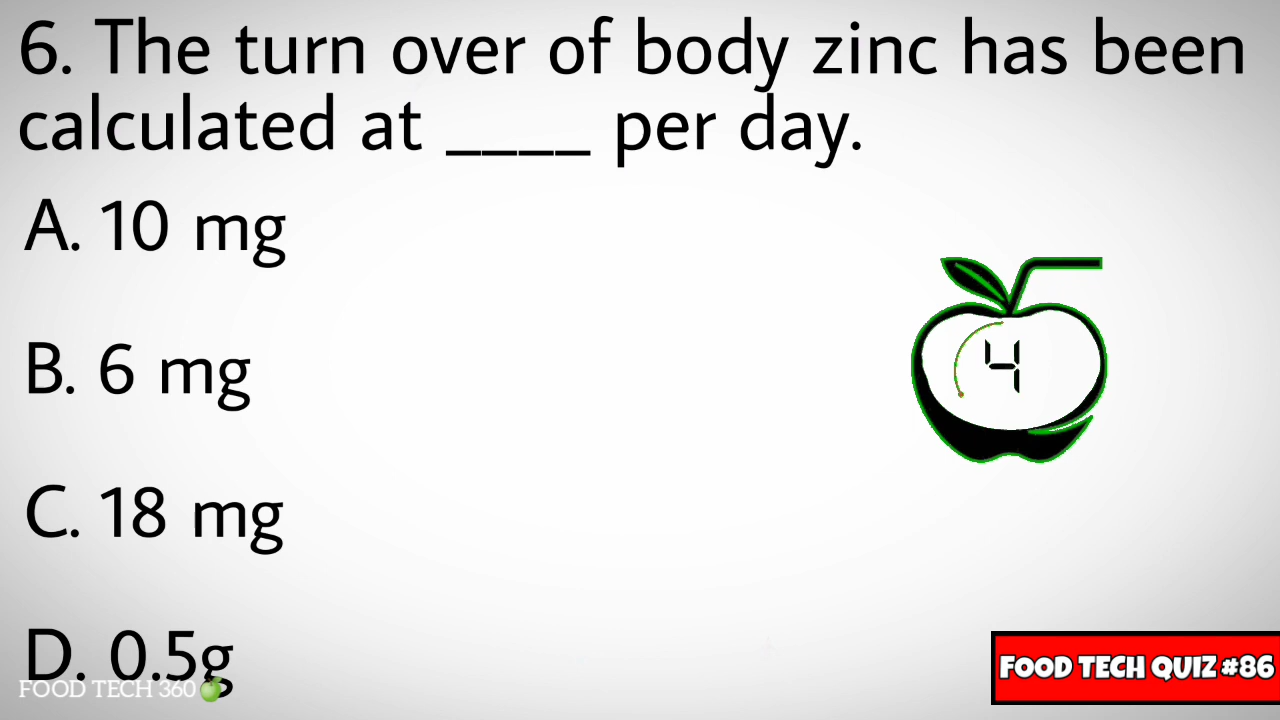 6. The turn over of body zinc has been
calculated at ____ per day.
A. 10 mg
B. 6 mg
C. 18 mg
D. 0.5g
4
FOOD TECH 360
FOOD TECH QUIZ #86